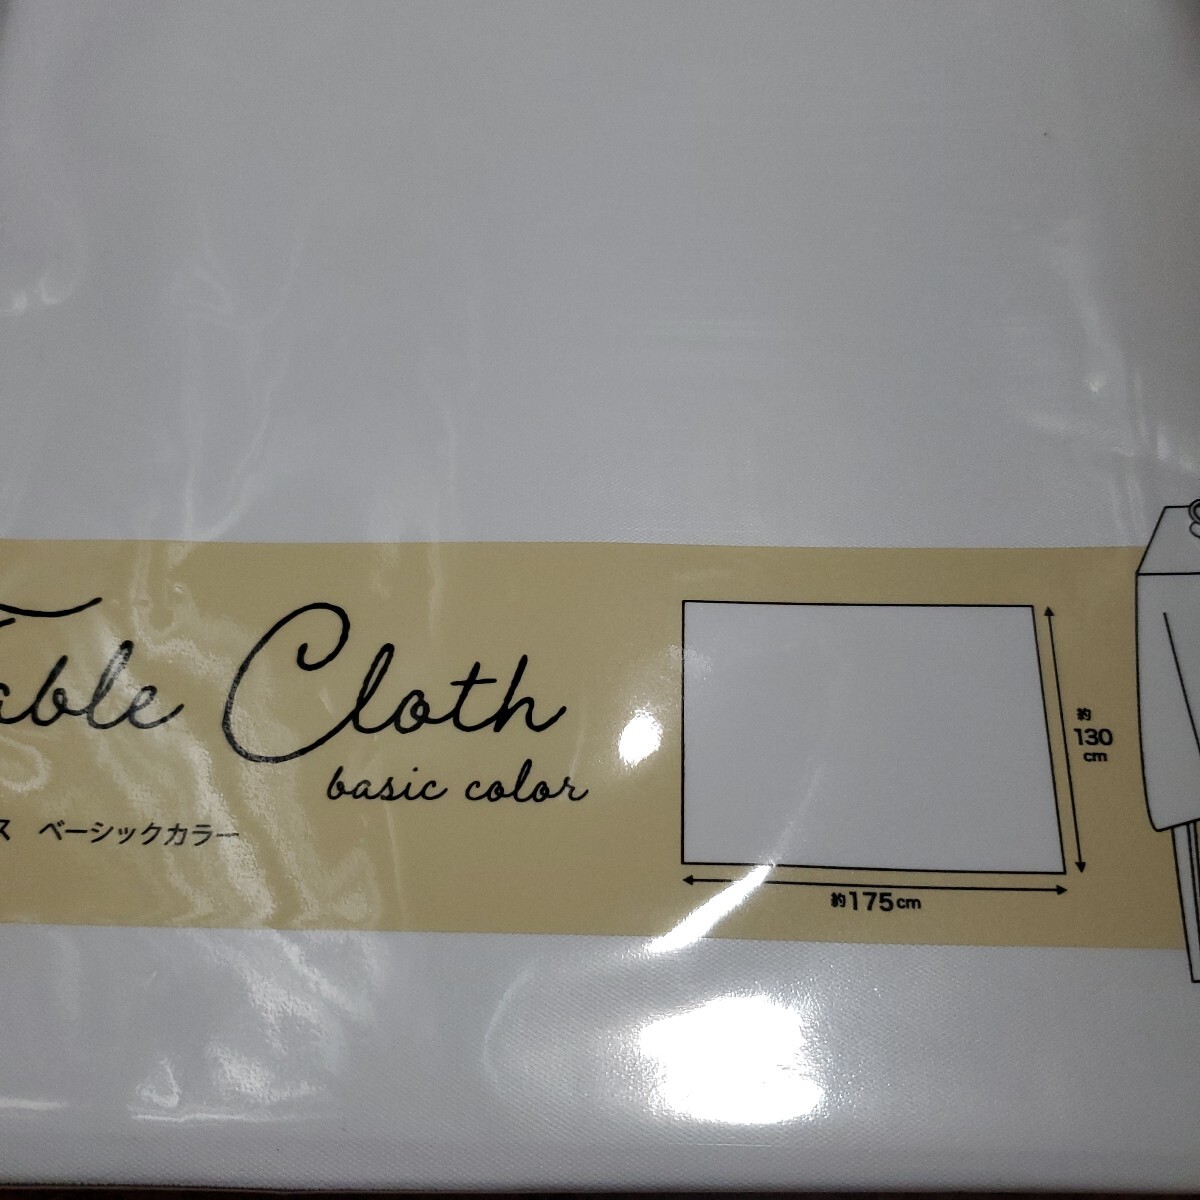 able Cloth
basic color
ス ベーシックカラー
約
130
cm
約175cm